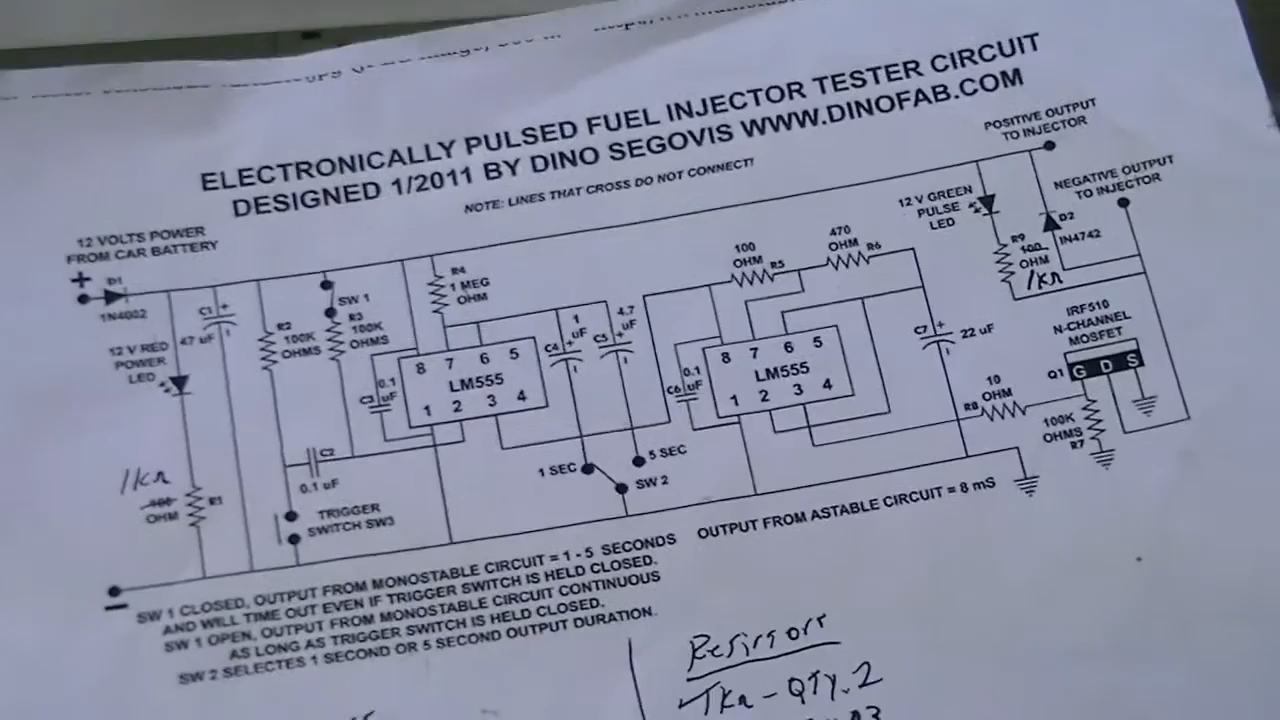 ELECTRONICALLY PULSED FUEL INJECTOR TESTER CIRCUIT
DESIGNED 1/2011 BY DINO SEGOVIS WWW.DINOFAB.COM
NOTE: LINES THAT CROSS DO NOT CONNECT!
POSITIVE OUTPUT
TO INJECTOR
NEGATIVE OUTPUT
TO INJECTOR
12 VOLTS POWER
FROM CAR BATTERY
+
D1
1N4002
12 V RED
POWER
LED
C1
+
47 uF
R2
100K
OHMS
SW 1
R3
100K
OHMS
R4
1 MEG
OHM
0.1
uF
C3
8 7 6 5
LM555
1 2 3 4
1
uF
C4
+
4.7
uF
C5
+
100
OHM
R5
470
OHM
R6
0.1
uF
C6
8 7 6 5
LM555
1 2 3 4
C7
+
22 uF
12 V GREEN
PULSE
LED
R9
100
OHM
1KΩ
D2
IN4742
IRF510
N-CHANNEL
MOSFET
Q1
G D S
10
OHM
R8
100K
OHMS
R7
1KΩ
OHM
R1
C2
0.1 uF
TRIGGER
SWITCH SW3
1 SEC
5 SEC
SW 2
−
OUTPUT FROM ASTABLE CIRCUIT = 8 mS
SW 1 CLOSED, OUTPUT FROM MONOSTABLE CIRCUIT = 1 - 5 SECONDS
AND WILL TIME OUT EVEN IF TRIGGER SWITCH IS HELD CLOSED.
SW 1 OPEN, OUTPUT FROM MONOSTABLE CIRCUIT CONTINUOUS
AS LONG AS TRIGGER SWITCH IS HELD CLOSED.
SW 2 SELECTES 1 SECOND OR 5 SECOND OUTPUT DURATION.
Resistors
1KΩ - QTY. 2